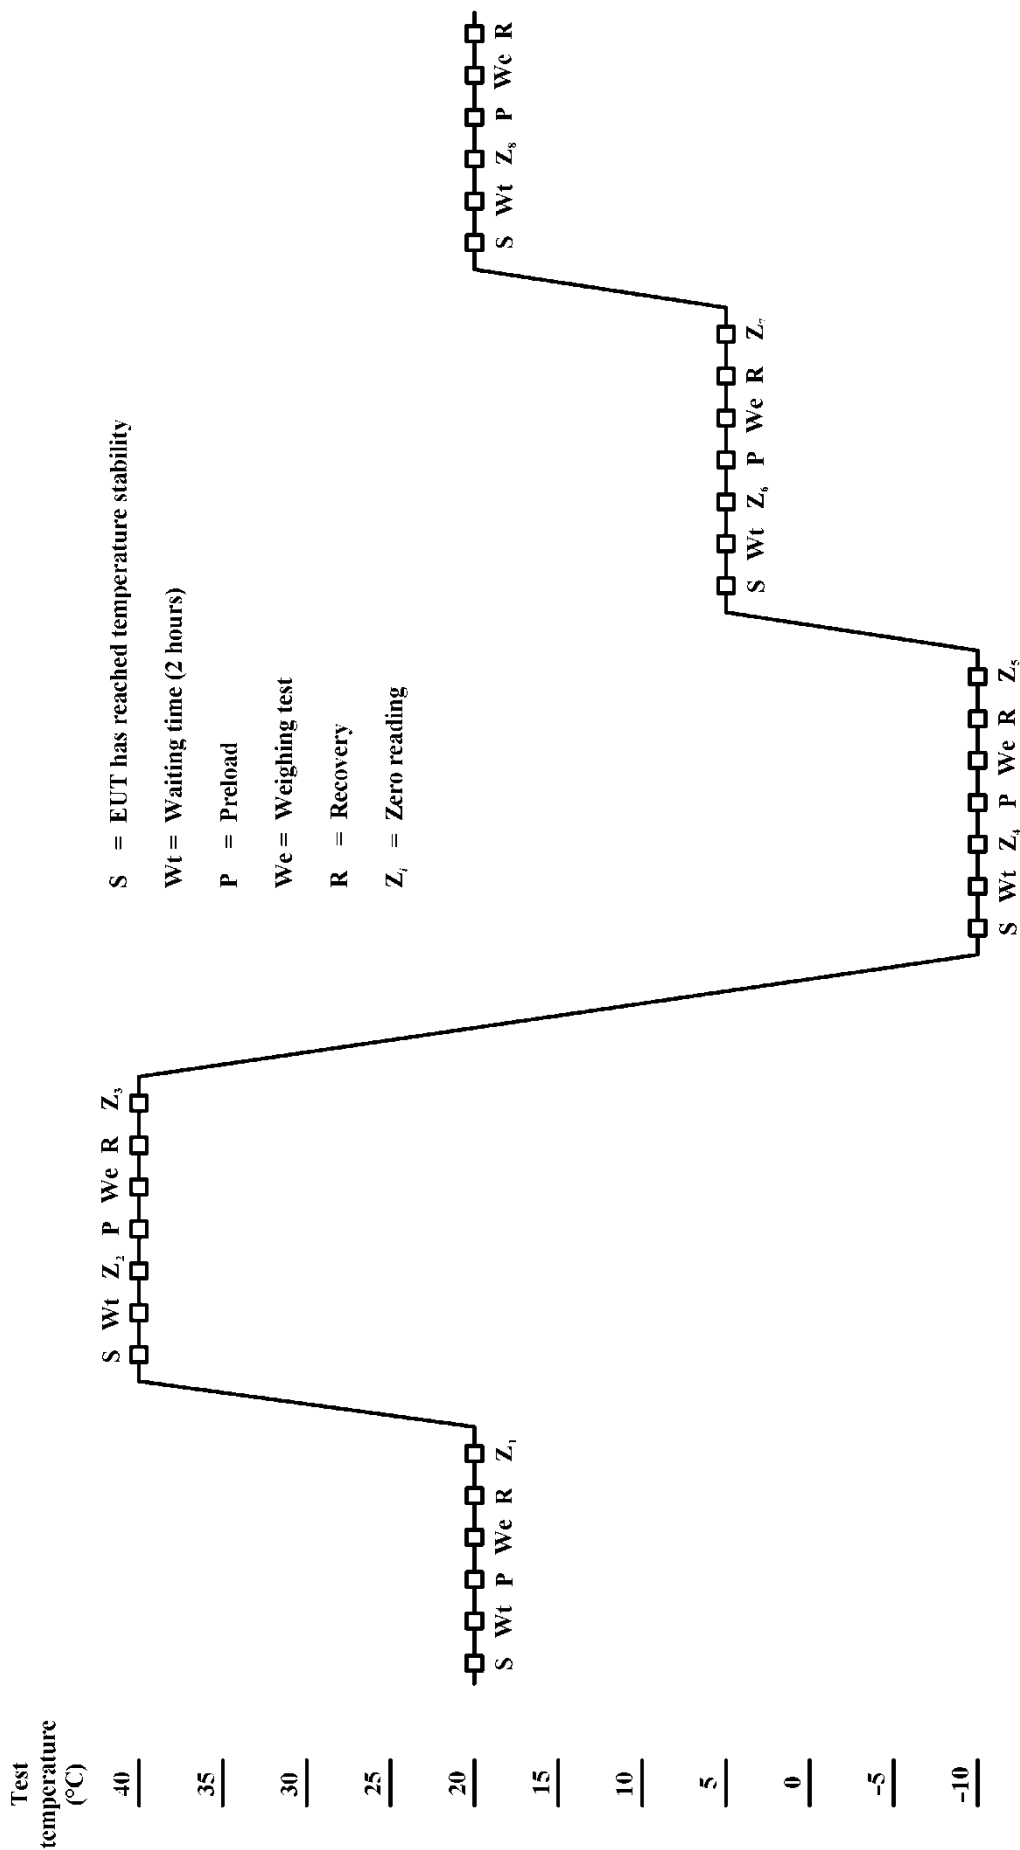 Test
temperature
(°C)
40
35
30
25
20
15
10
5
0
-5
-10
S Wt P We R Z₁
S Wt Z₂ P We R Z₃
S Wt Z₄ P We R Z₅
S Wt Z₆ P We R Z₇
S Wt Z₈ P We R
S = EUT has reached temperature stability
Wt = Waiting time (2 hours)
P = Preload
We = Weighing test
R = Recovery
Zᵢ = Zero reading